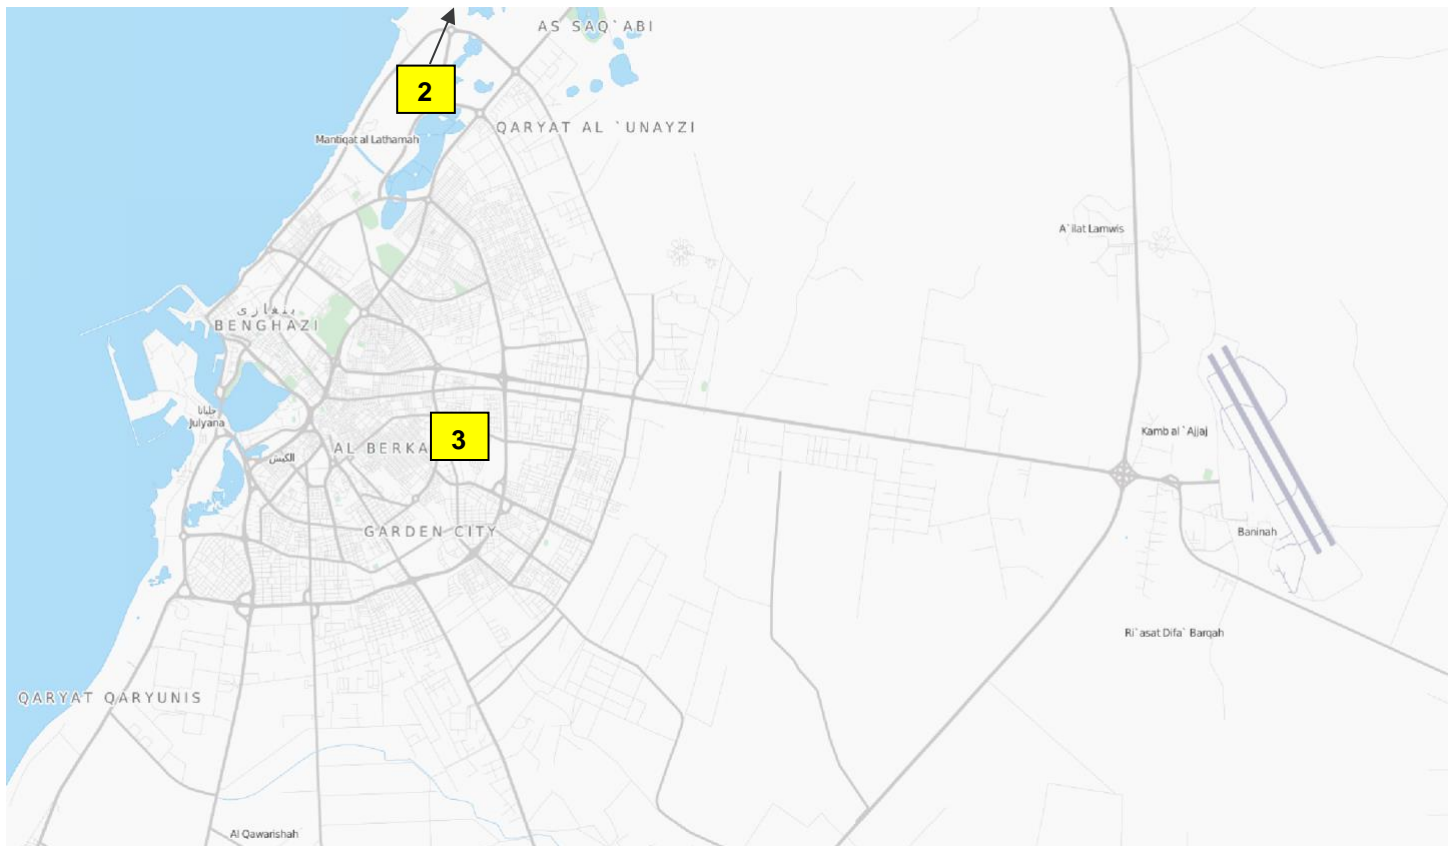 AS SAQ`ABI
2
QARYAT AL `UNAYZI
Mantiqat al Lathamah
A`ilat Lamwis
بنغازي
BENGHAZI
جليانا
Julyana
Kamb al `Ajjaj
3
AL BERKA
الكيش
GARDEN CITY
Baninah
Ri`asat Difa` Barqah
QARYAT QARYUNIS
Al Qawarishah